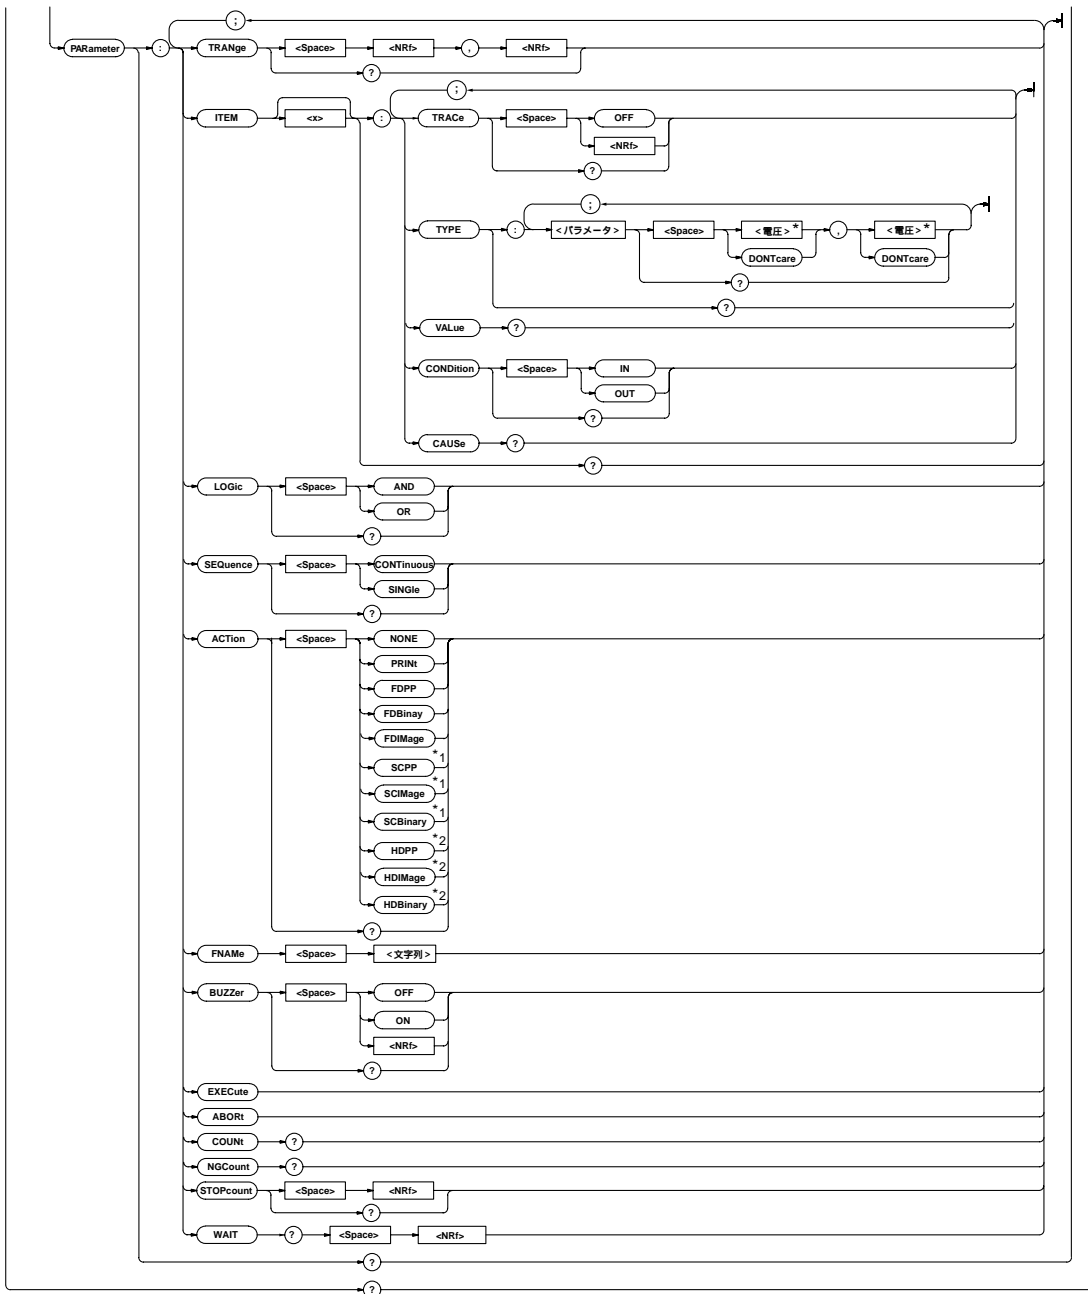 ;
PARameter : TRANge <Space> <NRf> , <NRf>
?
;
ITEM <x> : TRACe <Space> OFF
<NRf>
?
;
TYPE : <パラメータ> <Space> <電圧>* , <電圧>*
DONTcare DONTcare
?
?
VALue ?
CONDition <Space> IN
OUT
?
CAUSe ?
?
LOGic <Space> AND
OR
?
SEQuence <Space> CONTinuous
SINGle
?
ACTion <Space> NONE
PRINt
FDPP
FDBinay
FDIMage
SCPP *1
SCIMage *1
SCBinary *1
HDPP *2
HDIMage *2
HDBinary *2
?
FNAMe <Space> <文字列>
BUZZer <Space> OFF
ON
<NRf>
?
EXECute
ABORt
COUNt ?
NGCount ?
STOPcount <Space> <NRf>
?
WAIT ? <Space> <NRf>
?
?